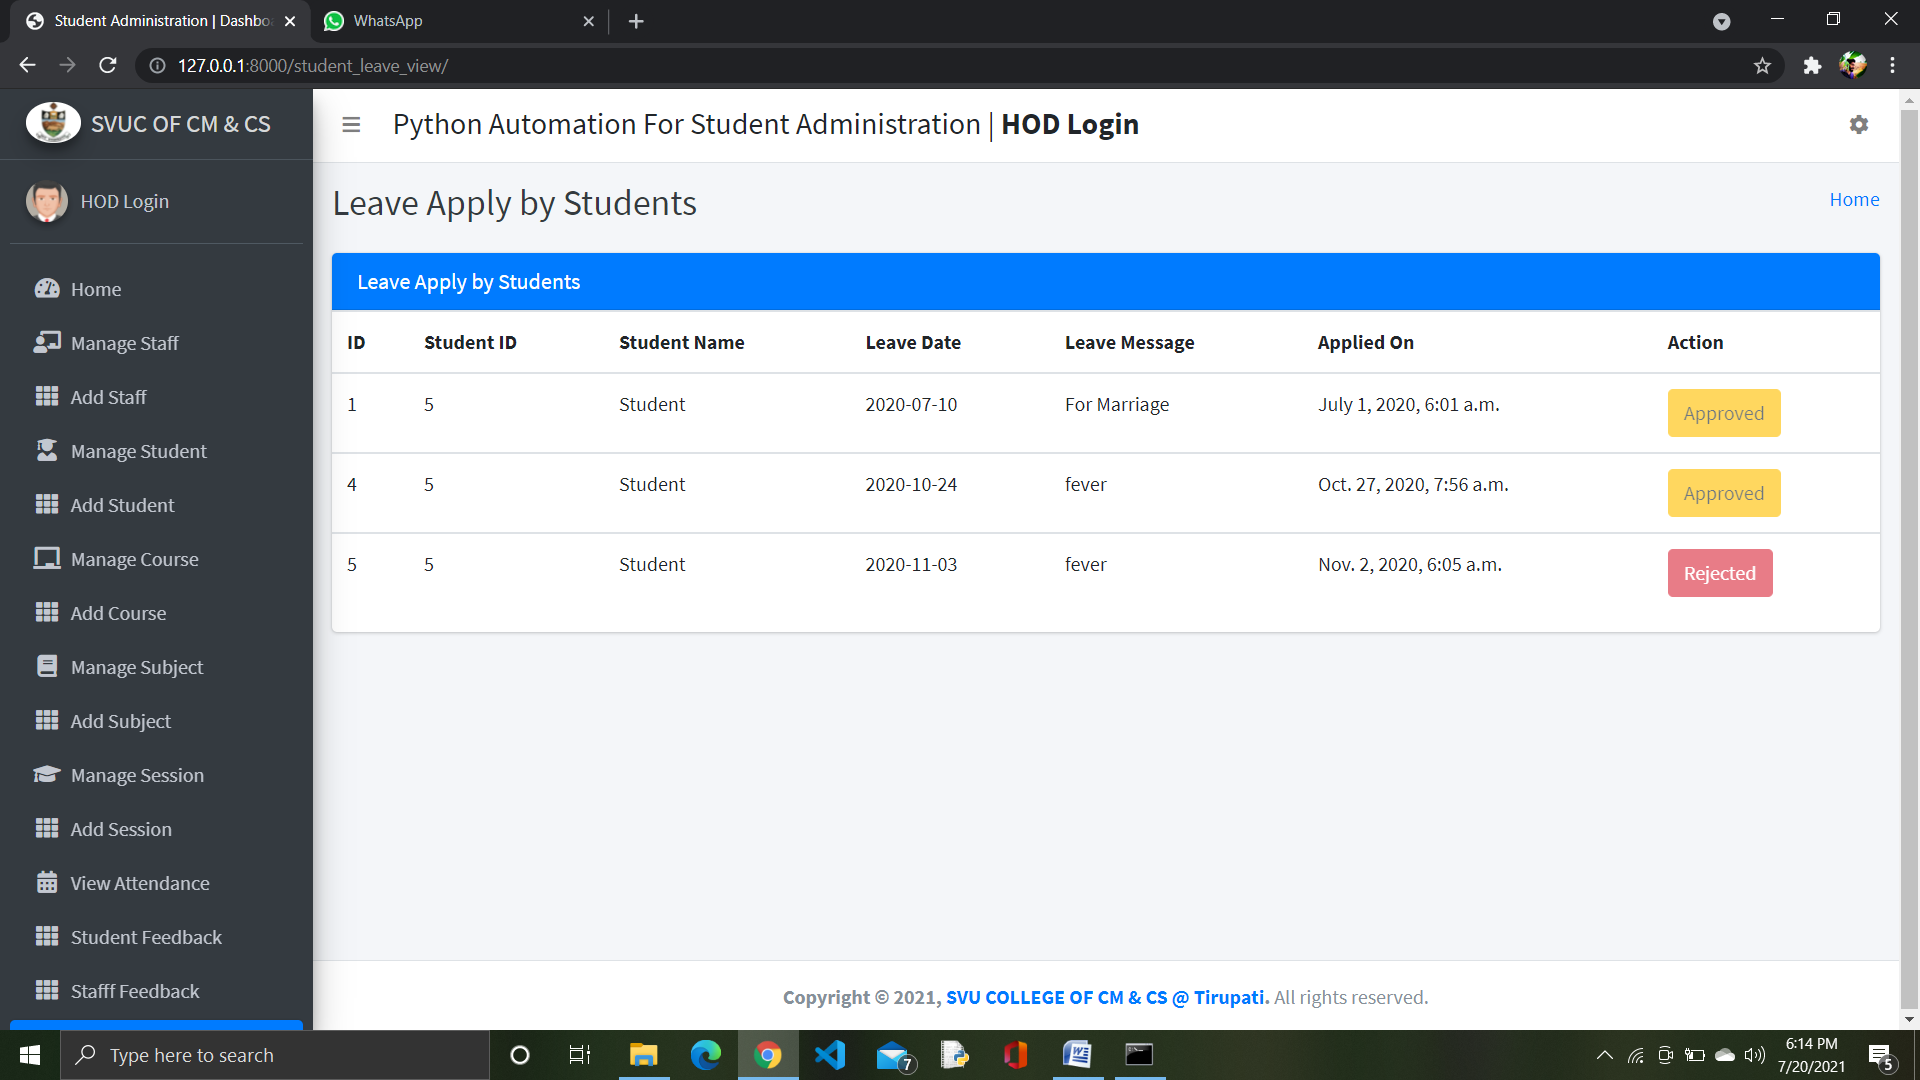 Student Administration | Dashbo
WhatsApp
127.0.0.1:8000/student_leave_view/
SVUC OF CM & CS
Python Automation For Student Administration | HOD Login
HOD Login
Leave Apply by Students
Home
Home
Manage Staff
Add Staff
Manage Student
Add Student
Manage Course
Add Course
Manage Subject
Add Subject
Manage Session
Add Session
View Attendance
Student Feedback
Stafff Feedback
Leave Apply by Students
ID Student ID Student Name Leave Date Leave Message Applied On Action
1 5 Student 2020-07-10 For Marriage July 1, 2020, 6:01 a.m. Approved
4 5 Student 2020-10-24 fever Oct. 27, 2020, 7:56 a.m. Approved
5 5 Student 2020-11-03 fever Nov. 2, 2020, 6:05 a.m. Rejected
Copyright © 2021, SVU COLLEGE OF CM & CS @ Tirupati. All rights reserved.
Type here to search
7
6:14 PM
7/20/2021
5